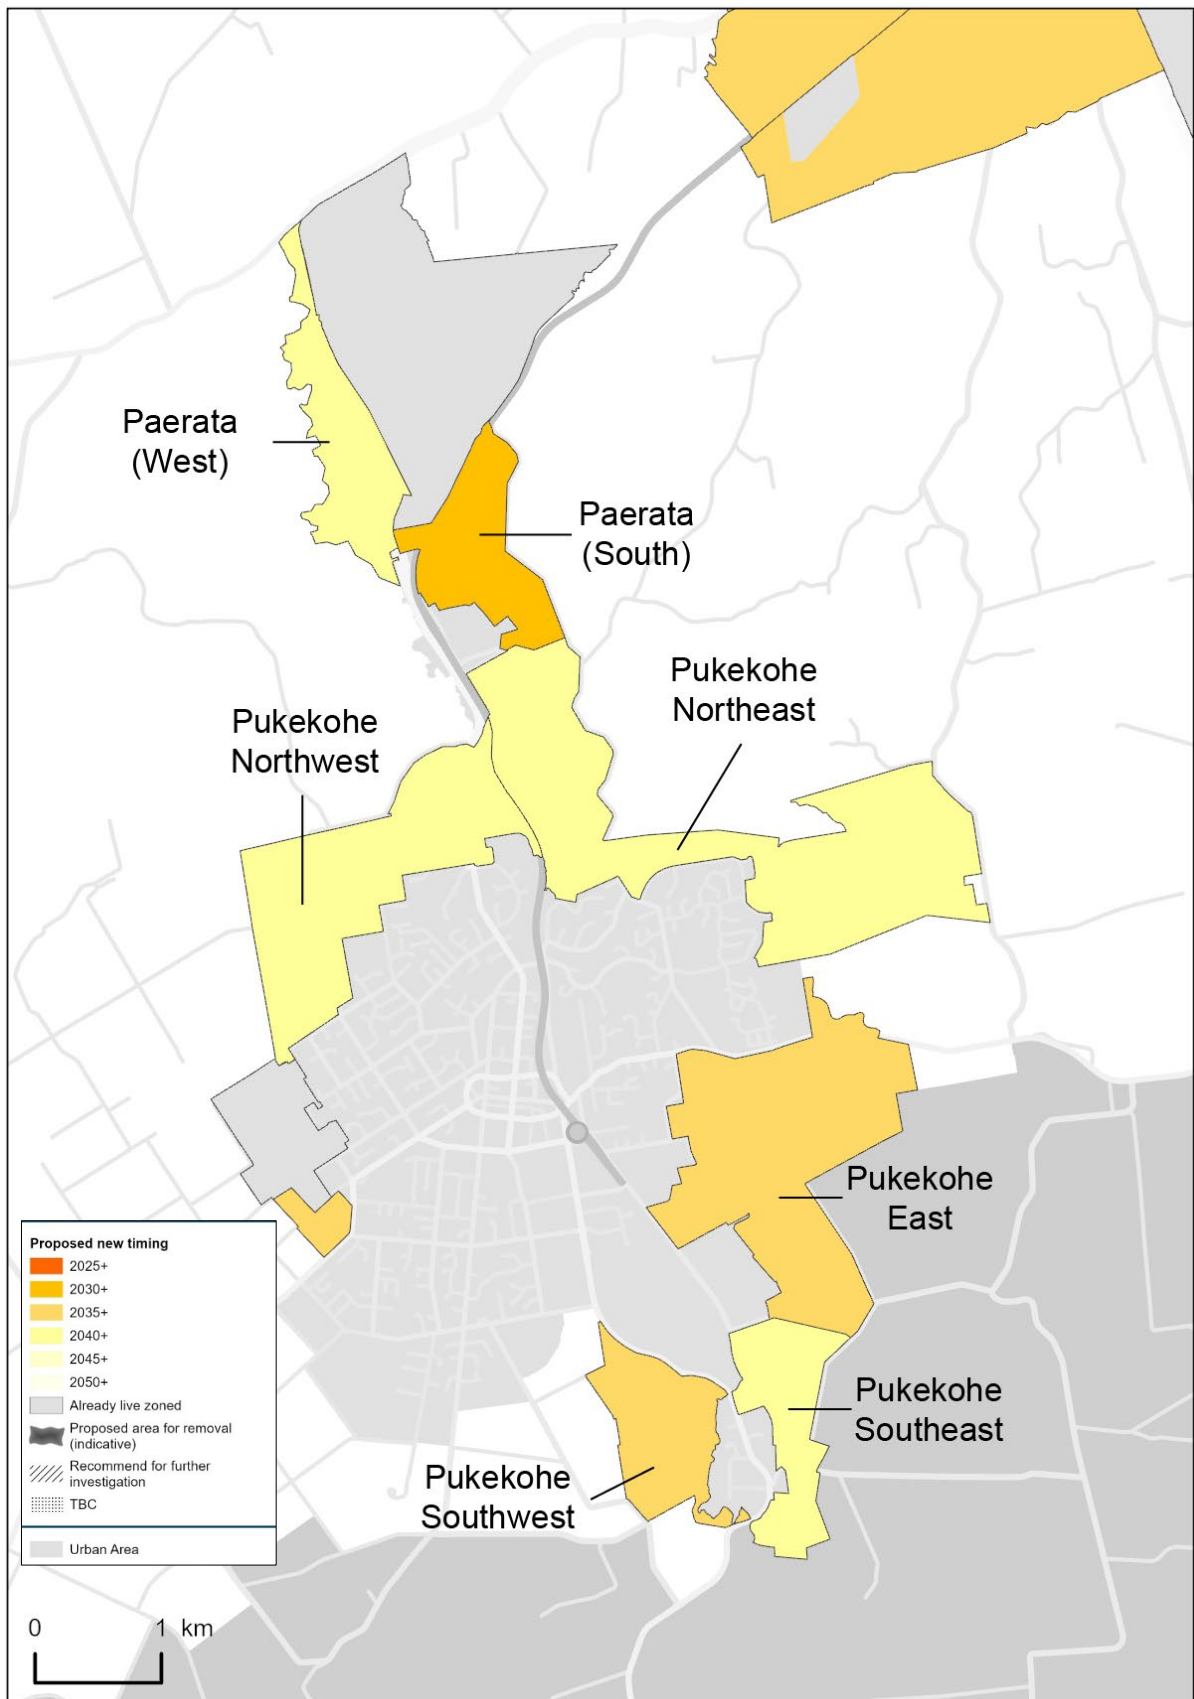 Paerata
(West)
Paerata
(South)
Pukekohe
Northeast
Pukekohe
Northwest
Pukekohe
East
Pukekohe
Southeast
Pukekohe
Southwest
Proposed new timing
2025+
2030+
2035+
2040+
2045+
2050+
Already live zoned
Proposed area for removal
(indicative)
Recommend for further
investigation
TBC
Urban Area
0 1 km